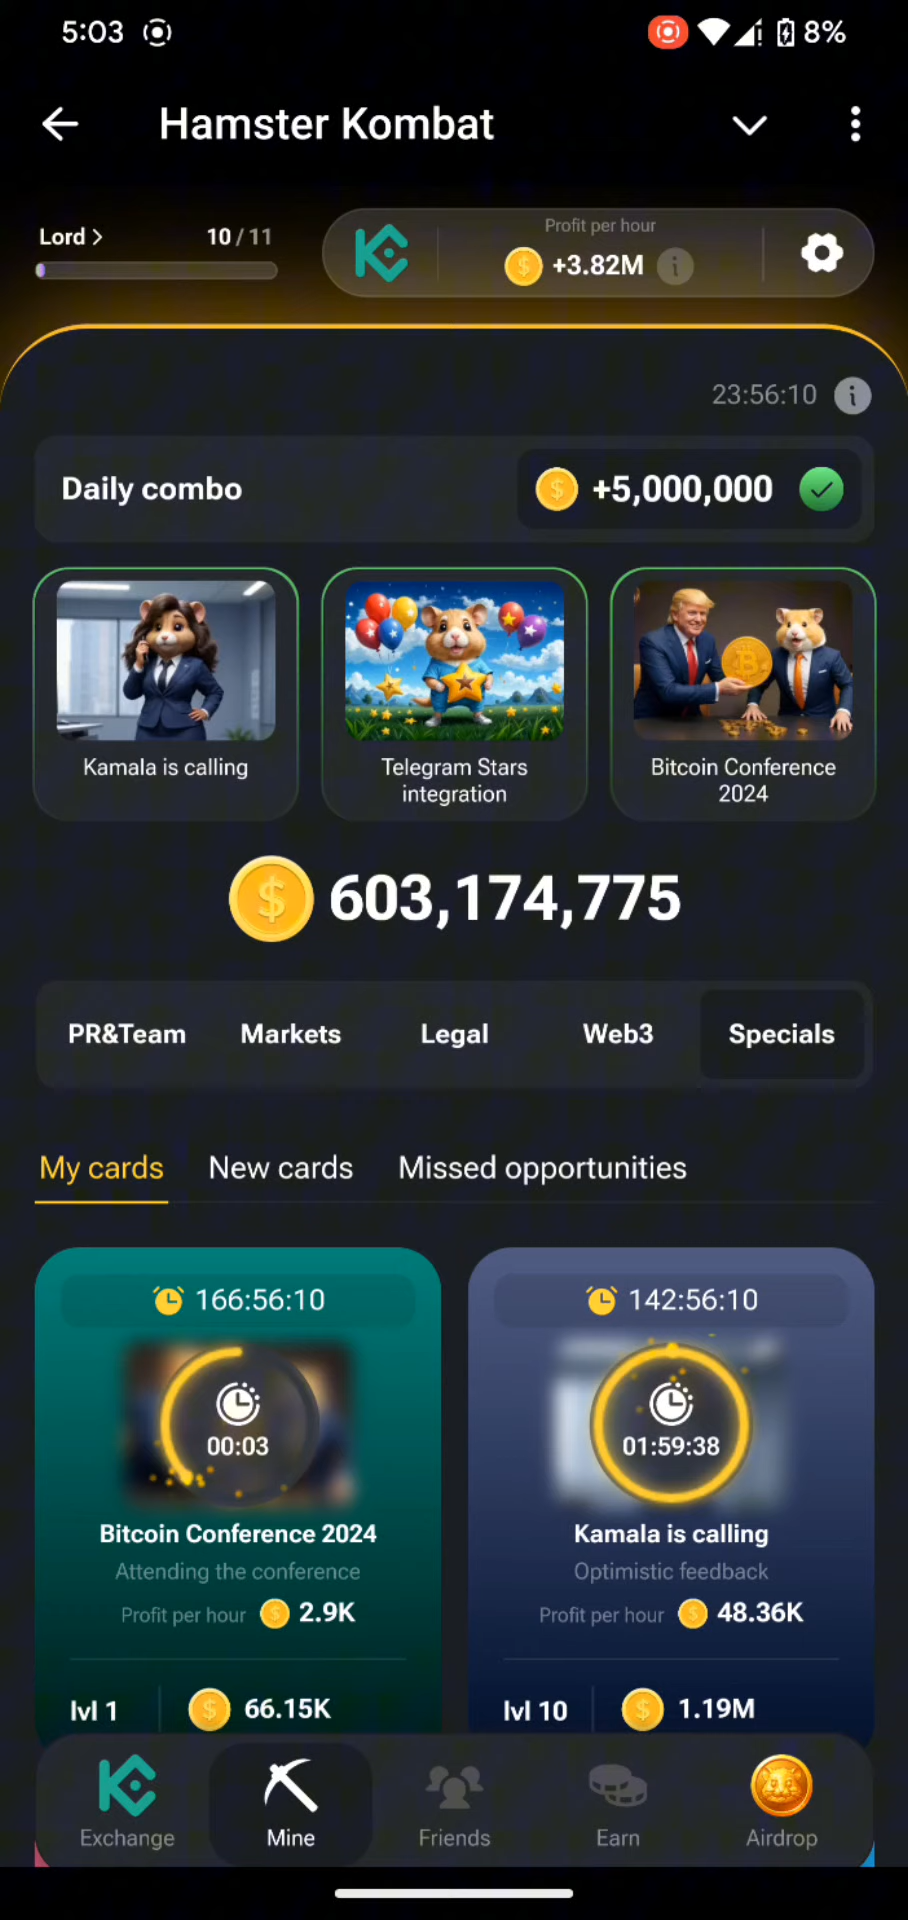 5:03
8%
Hamster Kombat
Lord >
10 / 11
Profit per hour
+3.82M
23:56:10
Daily combo
+5,000,000
Kamala is calling
Telegram Stars
integration
Bitcoin Conference
2024
603,174,775
PR&Team
Markets
Legal
Web3
Specials
My cards
New cards
Missed opportunities
166:56:10
00:03
Bitcoin Conference 2024
Attending the conference
Profit per hour 2.9K
lvl 1
66.15K
142:56:10
01:59:38
Kamala is calling
Optimistic feedback
Profit per hour 48.36K
lvl 10
1.19M
Exchange
Mine
Friends
Earn
Airdrop